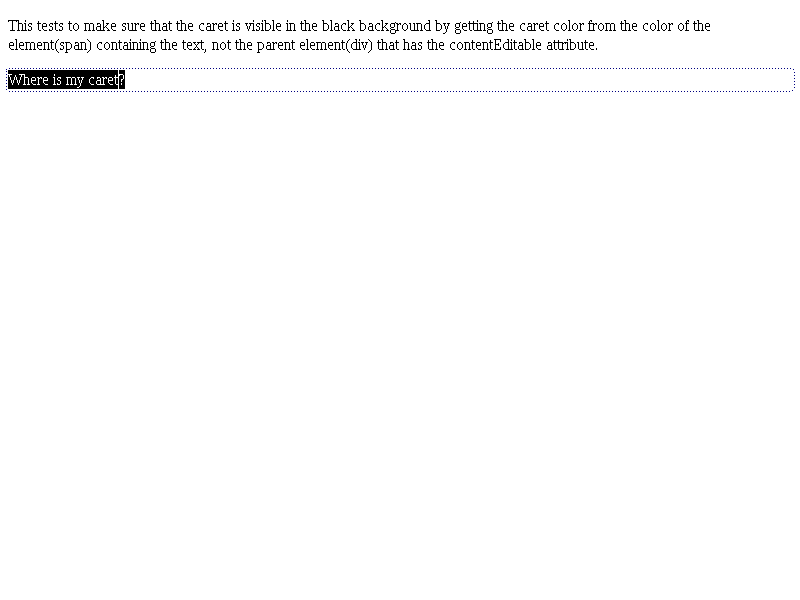 This tests to make sure that the caret is visible in the black background by getting the caret color from the color of the
element(span) containing the text, not the parent element(div) that has the contentEditable attribute.
Where is my caret?